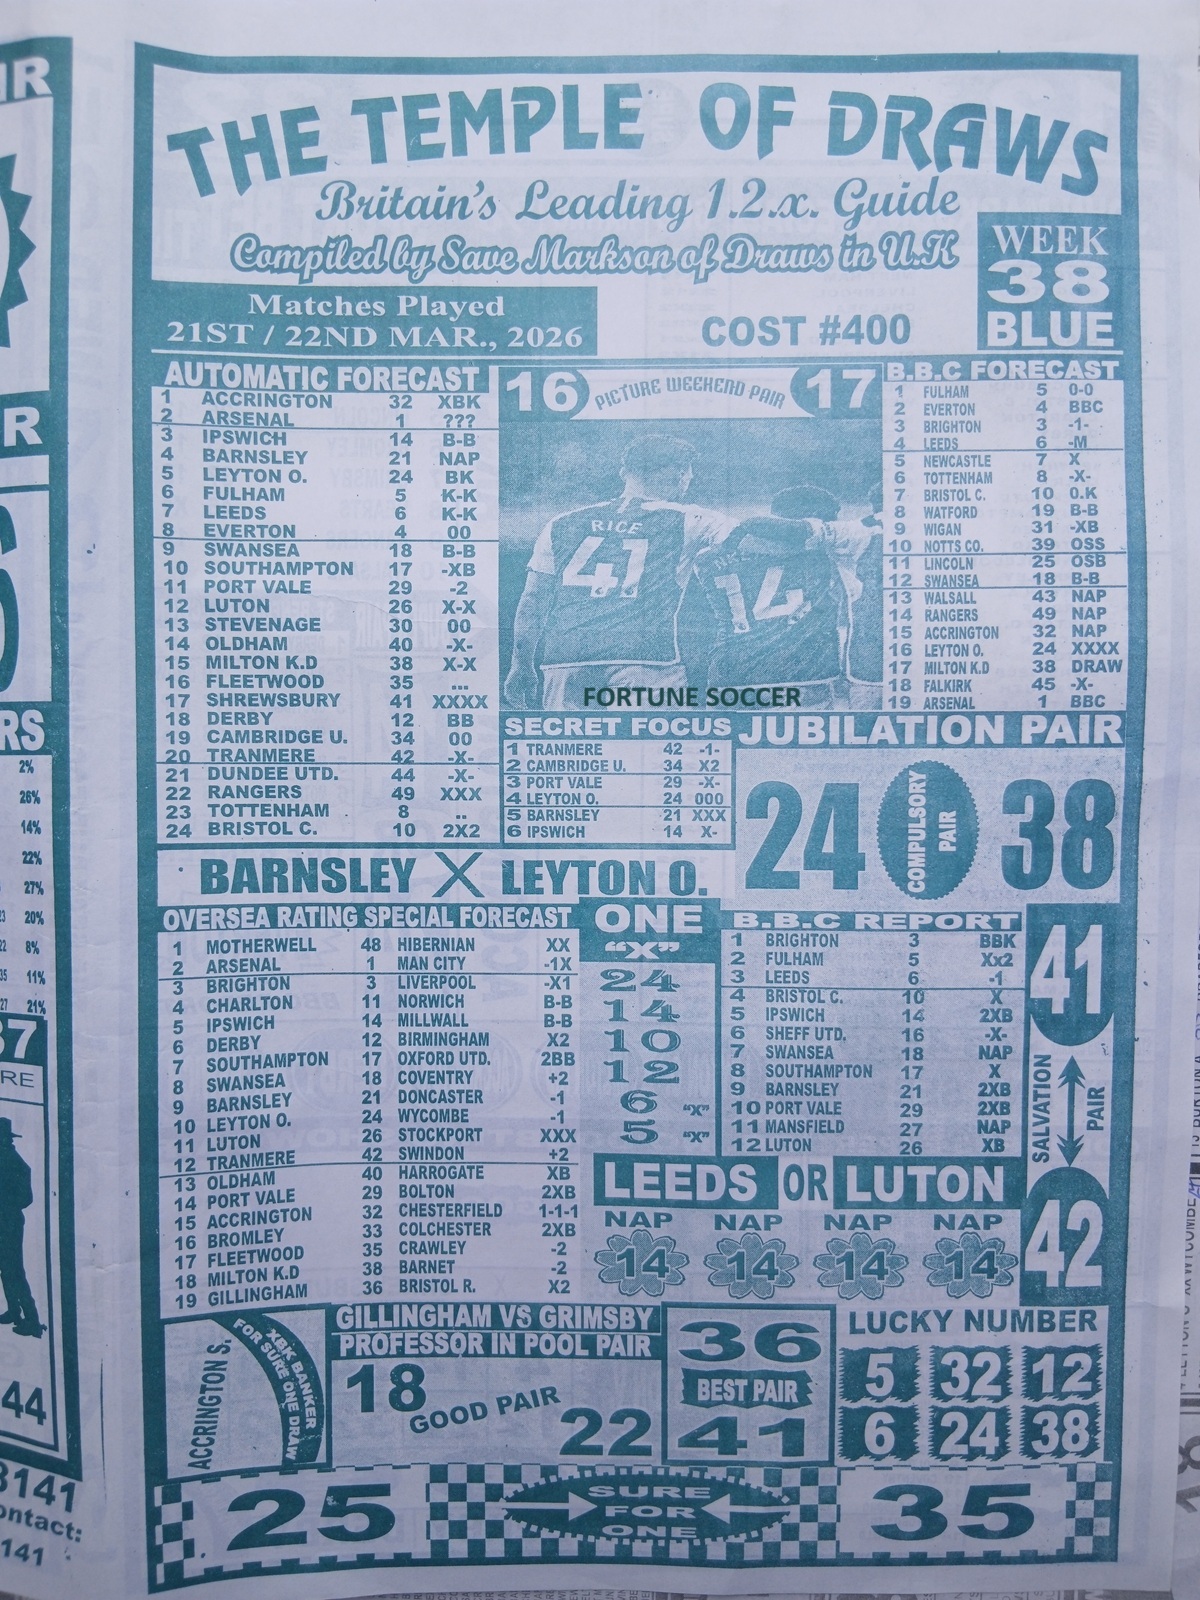 THE TEMPLE OF DRAWS
Britain's Leading 1.2.x. Guide
Compiled by Save Markson of Draws in U.K
WEEK
38
BLUE
Matches Played
21ST / 22ND MAR., 2026
COST #400
AUTOMATIC FORECAST
1 ACCRINGTON 32 XBK
2 ARSENAL 1 ???
3 IPSWICH 14 B-B
4 BARNSLEY 21 NAP
5 LEYTON O. 24 BK
6 FULHAM 5 K-K
7 LEEDS 6 K-K
8 EVERTON 4 00
9 SWANSEA 18 B-B
10 SOUTHAMPTON 17 -XB
11 PORT VALE 29 -2
12 LUTON 26 X-X
13 STEVENAGE 30 00
14 OLDHAM 40 -X-
15 MILTON K.D 38 X-X
16 FLEETWOOD 35 ...
17 SHREWSBURY 41 XXXX
18 DERBY 12 BB
19 CAMBRIDGE U. 34 00
20 TRANMERE 42 -X-
21 DUNDEE UTD. 44 -X-
22 RANGERS 49 XXX
23 TOTTENHAM 8 ..
24 BRISTOL C. 10 2X2
16 PICTURE WEEKEND PAIR 17
RICE
41
14
FORTUNE SOCCER
B.B.C FORECAST
1 FULHAM 5 0-0
2 EVERTON 4 BBC
3 BRIGHTON 3 -1-
4 LEEDS 6 -M
5 NEWCASTLE 7 X
6 TOTTENHAM 8 -X-
7 BRISTOL C. 10 0.K
8 WATFORD 19 B-B
9 WIGAN 31 -XB
10 NOTTS CO. 39 OSS
11 LINCOLN 25 OSB
12 SWANSEA 18 B-B
13 WALSALL 43 NAP
14 RANGERS 49 NAP
15 ACCRINGTON 32 NAP
16 LEYTON O. 24 XXXX
17 MILTON K.D 38 DRAW
18 FALKIRK 45 -X-
19 ARSENAL 1 BBC
SECRET FOCUS
1 TRANMERE 42 -1-
2 CAMBRIDGE U. 34 X2
3 PORT VALE 29 -X-
4 LEYTON O. 24 000
5 BARNSLEY 21 XXX
6 IPSWICH 14 X-
JUBILATION PAIR
24 COMPULSORY PAIR 38
BARNSLEY X LEYTON O.
OVERSEA RATING SPECIAL FORECAST
1 MOTHERWELL 48 HIBERNIAN XX
2 ARSENAL 1 MAN CITY -1X
3 BRIGHTON 3 LIVERPOOL -X1
4 CHARLTON 11 NORWICH B-B
5 IPSWICH 14 MILLWALL B-B
6 DERBY 12 BIRMINGHAM X2
7 SOUTHAMPTON 17 OXFORD UTD. 2BB
8 SWANSEA 18 COVENTRY +2
9 BARNSLEY 21 DONCASTER -1
10 LEYTON O. 24 WYCOMBE -1
11 LUTON 26 STOCKPORT XXX
12 TRANMERE 42 SWINDON +2
13 OLDHAM 40 HARROGATE XB
14 PORT VALE 29 BOLTON 2XB
15 ACCRINGTON 32 CHESTERFIELD 1-1-1
16 BROMLEY 33 COLCHESTER 2XB
17 FLEETWOOD 35 CRAWLEY -2
18 MILTON K.D 38 BARNET -2
19 GILLINGHAM 36 BRISTOL R. X2
ONE
"X"
24
14
10
12
6 "X"
5 "X"
B.B.C REPORT
1 BRIGHTON 3 BBK
2 FULHAM 5 Xx2
3 LEEDS 6 -1
4 BRISTOL C. 10 X
5 IPSWICH 14 2XB
6 SHEFF UTD. 16 -X-
7 SWANSEA 18 NAP
8 SOUTHAMPTON 17 X
9 BARNSLEY 21 2XB
10 PORT VALE 29 2XB
11 MANSFIELD 27 NAP
12 LUTON 26 XB
41
SALVATION PAIR
42
LEEDS OR LUTON
NAP NAP NAP NAP
14 14 14 14
ACCRINGTON S.
XBK BANKER
FOR SURE ONE DRAW
GILLINGHAM VS GRIMSBY
PROFESSOR IN POOL PAIR
18 GOOD PAIR 22
36
BEST PAIR
41
LUCKY NUMBER
5 32 12
6 24 38
25 SURE FOR ONE 35
2%
26%
14%
22%
27%
20%
8%
11%
21%
44